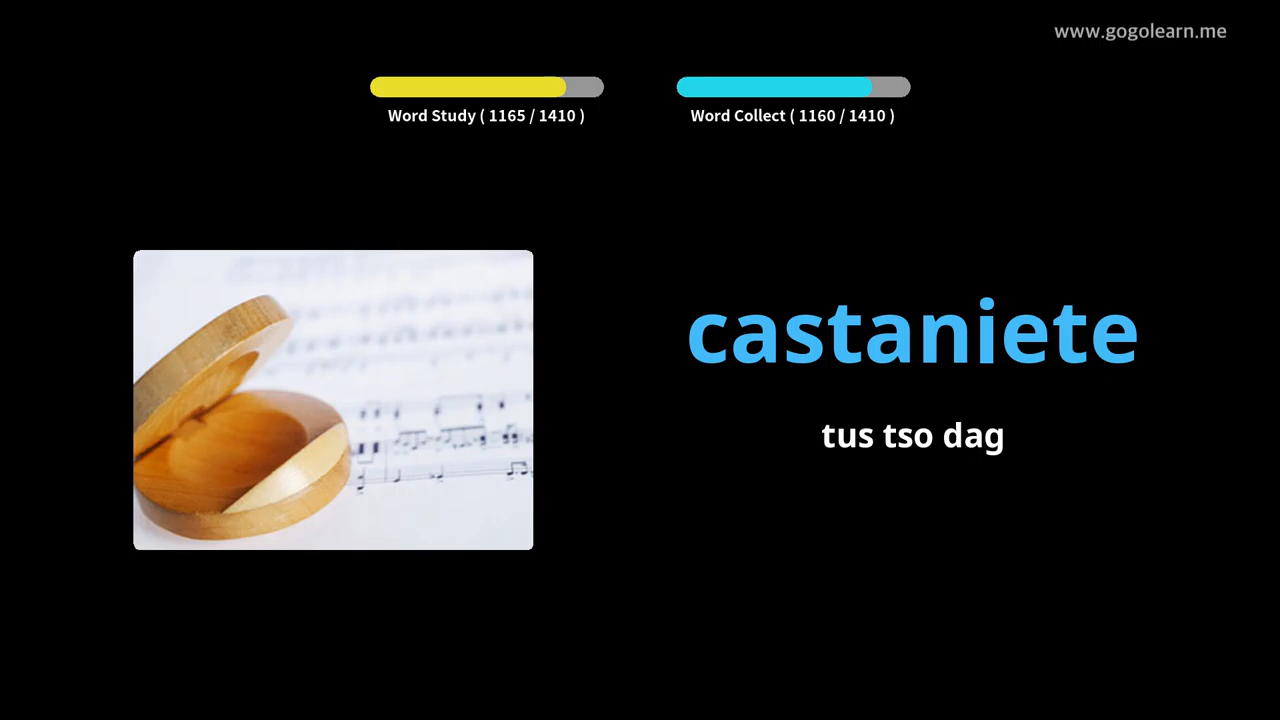 www.gogolearn.me
Word Study ( 1165 / 1410 )
Word Collect ( 1160 / 1410 )
castaniete
tus tso dag